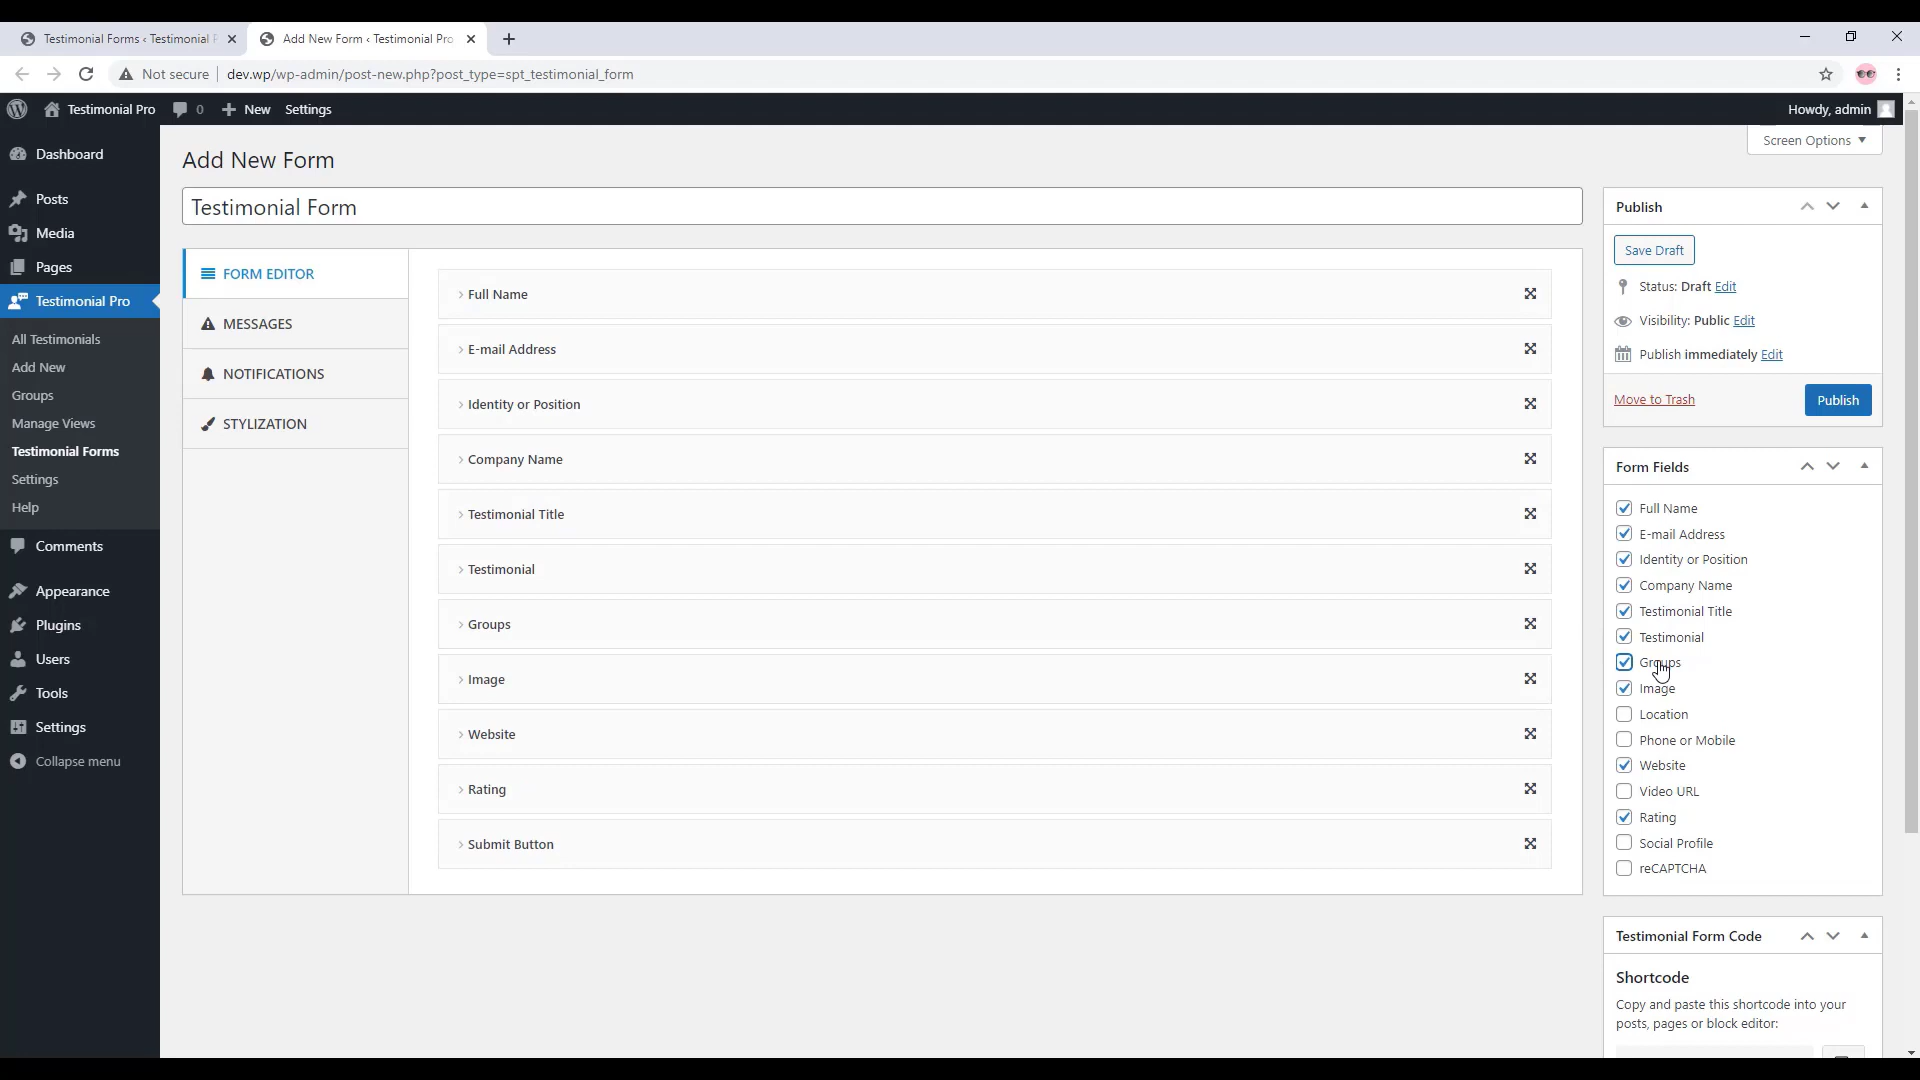 Testimonial Forms ‹ Testimonial P
Add New Form ‹ Testimonial Pro
Not secure
dev.wp/wp-admin/post-new.php?post_type=spt_testimonial_form
Testimonial Pro
0
New
Settings
Howdy, admin
Dashboard
Posts
Media
Pages
Testimonial Pro
All Testimonials
Add New
Groups
Manage Views
Testimonial Forms
Settings
Help
Comments
Appearance
Plugins
Users
Tools
Settings
Collapse menu
Screen Options
Add New Form
Testimonial Form
FORM EDITOR
MESSAGES
NOTIFICATIONS
STYLIZATION
Full Name
E-mail Address
Identity or Position
Company Name
Testimonial Title
Testimonial
Groups
Image
Website
Rating
Submit Button
Publish
Save Draft
Status: Draft Edit
Visibility: Public Edit
Publish immediately Edit
Move to Trash
Publish
Form Fields
Full Name
E-mail Address
Identity or Position
Company Name
Testimonial Title
Testimonial
Groups
Image
Location
Phone or Mobile
Website
Video URL
Rating
Social Profile
reCAPTCHA
Testimonial Form Code
Shortcode
Copy and paste this shortcode into your
posts, pages or block editor: